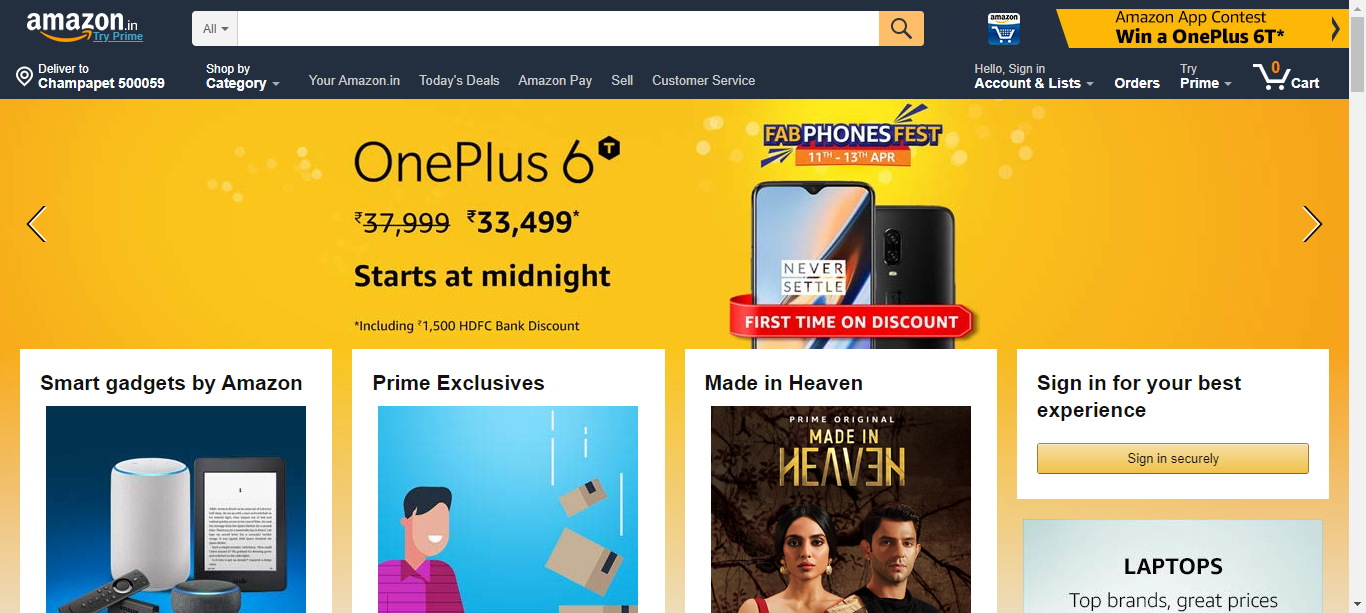 amazon.in
Try Prime
All
amazon
Amazon App Contest
Win a OnePlus 6T*
Deliver to
Champapet 500059
Shop by
Category
Your Amazon.in
Today's Deals
Amazon Pay
Sell
Customer Service
Hello, Sign in
Account & Lists
Orders
Try
Prime
0
Cart
OnePlus 6T
₹37,999 ₹33,499*
Starts at midnight
*Including ₹1,500 HDFC Bank Discount
FAB PHONES FEST
11TH - 13TH APR
NEVER
SETTLE
FIRST TIME ON DISCOUNT
Smart gadgets by Amazon
Prime Exclusives
Made in Heaven
PRIME ORIGINAL
MADE IN
HEAVEN
Sign in for your best
experience
Sign in securely
LAPTOPS
Top brands, great prices